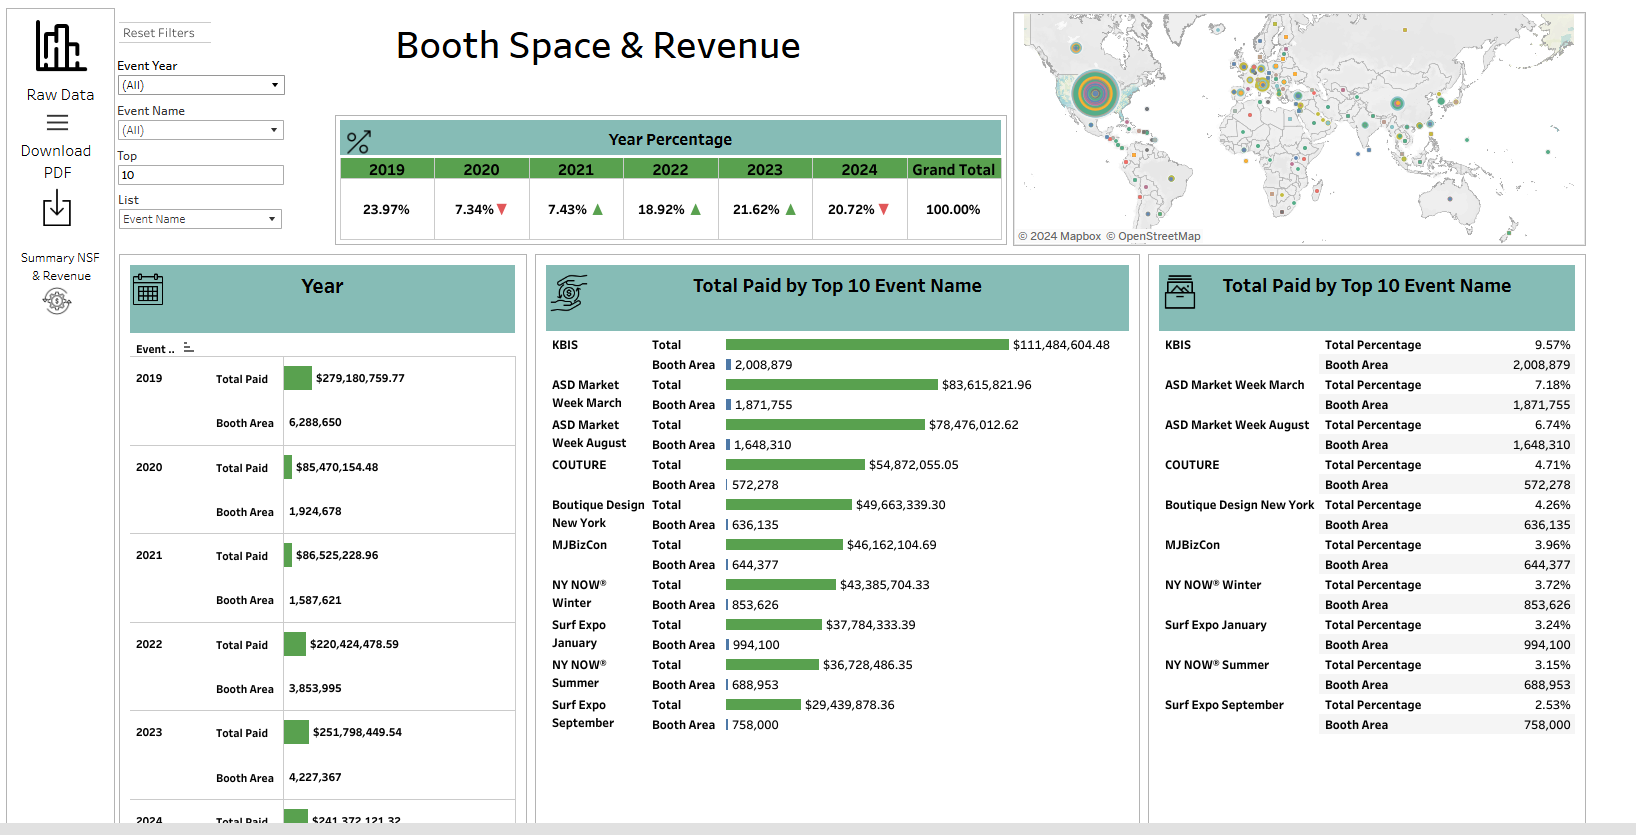 Raw Data
Download
PDF
Summary NSF
& Revenue
Reset Filters
Event Year
(All)
Event Name
(All)
Top
10
List
Event Name
Booth Space & Revenue
Year Percentage
2019 2020 2021 2022 2023 2024 Grand Total
23.97% 7.34% 7.43% 18.92% 21.62% 20.72% 100.00%
© 2024 Mapbox © OpenStreetMap
Year
Event ..
2019 Total Paid $279,180,759.77
Booth Area 6,288,650
2020 Total Paid $85,470,154.48
Booth Area 1,924,678
2021 Total Paid $86,525,228.96
Booth Area 1,587,621
2022 Total Paid $220,424,478.59
Booth Area 3,853,995
2023 Total Paid $251,798,449.54
Booth Area 4,227,367
2024 Total Paid $241,372,121.32
Total Paid by Top 10 Event Name
KBIS Total $111,484,604.48
Booth Area 2,008,879
ASD Market Total $83,615,821.96
Week March Booth Area 1,871,755
ASD Market Total $78,476,012.62
Week August Booth Area 1,648,310
COUTURE Total $54,872,055.05
Booth Area 572,278
Boutique Design Total $49,663,339.30
New York Booth Area 636,135
MJBizCon Total $46,162,104.69
Booth Area 644,377
NY NOW® Total $43,385,704.33
Winter Booth Area 853,626
Surf Expo Total $37,784,333.39
January Booth Area 994,100
NY NOW® Total $36,728,486.35
Summer Booth Area 688,953
Surf Expo Total $29,439,878.36
September Booth Area 758,000
Total Paid by Top 10 Event Name
KBIS Total Percentage 9.57%
Booth Area 2,008,879
ASD Market Week March Total Percentage 7.18%
Booth Area 1,871,755
ASD Market Week August Total Percentage 6.74%
Booth Area 1,648,310
COUTURE Total Percentage 4.71%
Booth Area 572,278
Boutique Design New York Total Percentage 4.26%
Booth Area 636,135
MJBizCon Total Percentage 3.96%
Booth Area 644,377
NY NOW® Winter Total Percentage 3.72%
Booth Area 853,626
Surf Expo January Total Percentage 3.24%
Booth Area 994,100
NY NOW® Summer Total Percentage 3.15%
Booth Area 688,953
Surf Expo September Total Percentage 2.53%
Booth Area 758,000